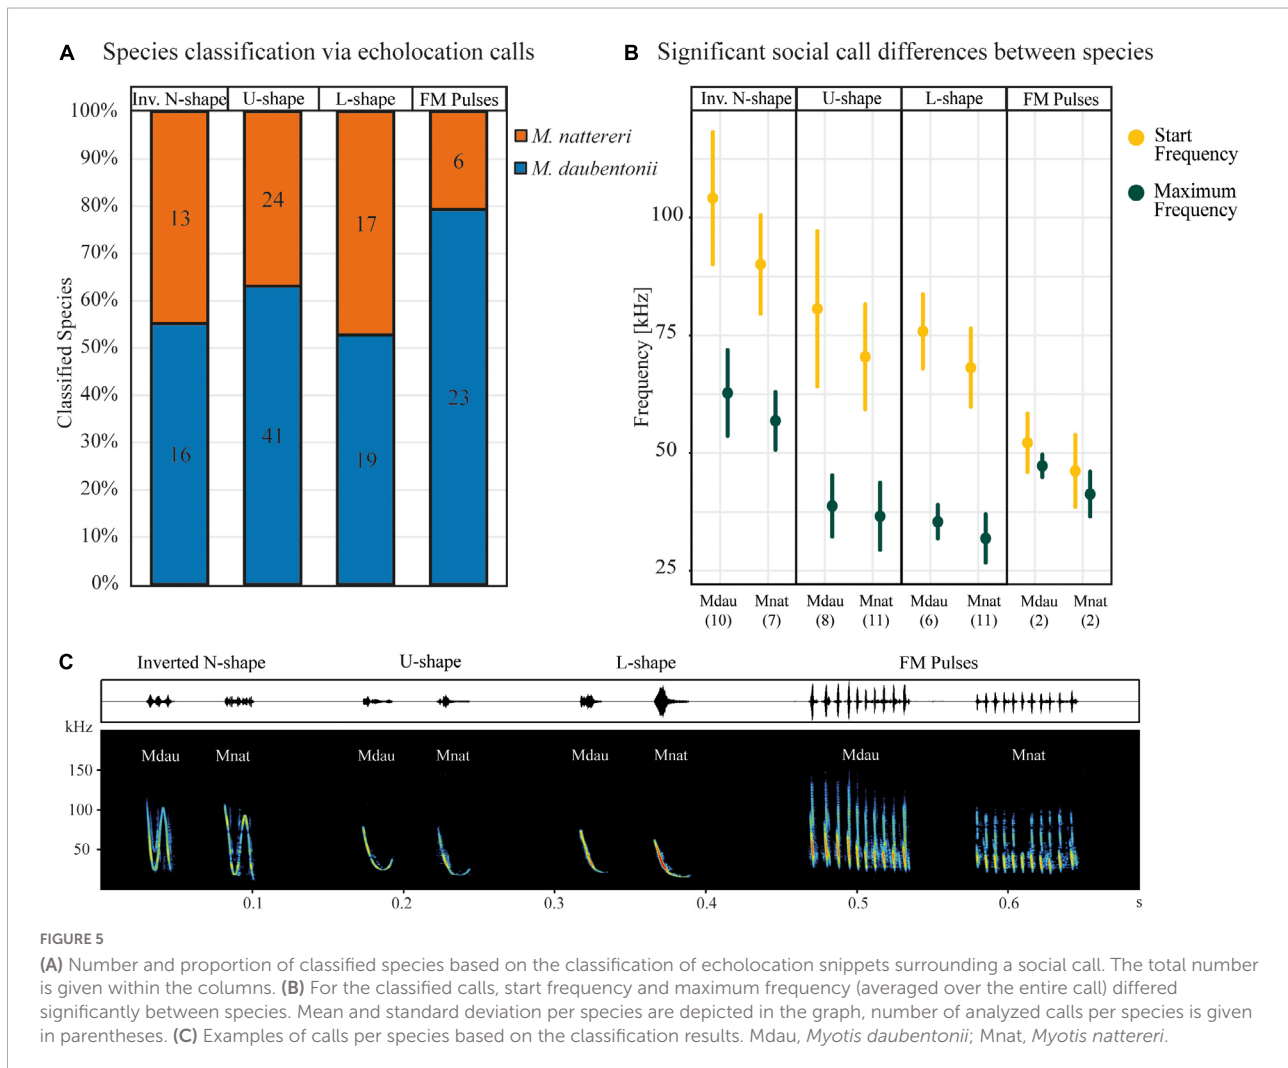 A Species classification via echolocation calls
Inv. N-shape U-shape L-shape FM Pulses
100%
90%
80%
70%
60%
50%
40%
30%
20%
10%
0%
Classified Species
13 24 17 6
16 41 19 23
M. nattereri
M. daubentonii
B Significant social call differences between species
Inv. N-shape U-shape L-shape FM Pulses
100
75
50
25
Frequency [kHz]
Start
Frequency
Maximum
Frequency
Mdau Mnat Mdau Mnat Mdau Mnat Mdau Mnat
(10) (7) (8) (11) (6) (11) (2) (2)
C Inverted N-shape U-shape L-shape FM Pulses
kHz
Mdau Mnat Mdau Mnat Mdau Mnat Mdau Mnat
150
100
50
0.1 0.2 0.3 0.4 0.5 0.6 s
FIGURE 5
(A) Number and proportion of classified species based on the classification of echolocation snippets surrounding a social call. The total number
is given within the columns. (B) For the classified calls, start frequency and maximum frequency (averaged over the entire call) differed
significantly between species. Mean and standard deviation per species are depicted in the graph, number of analyzed calls per species is given
in parentheses. (C) Examples of calls per species based on the classification results. Mdau, Myotis daubentonii; Mnat, Myotis nattereri.